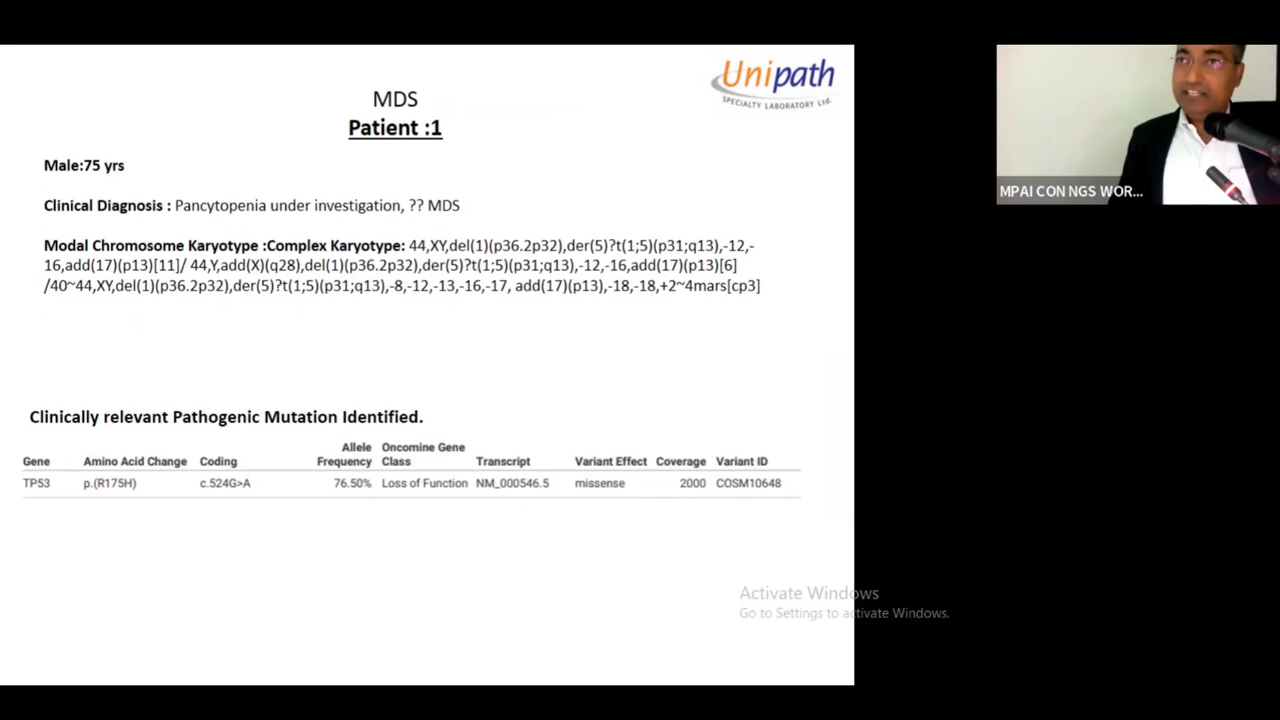 Unipath
SPECIALTY LABORATORY Ltd.
MDS
Patient :1
Male:75 yrs
Clinical Diagnosis : Pancytopenia under investigation, ?? MDS
Modal Chromosome Karyotype :Complex Karyotype: 44,XY,del(1)(p36.2p32),der(5)?t(1;5)(p31;q13),-12,-
16,add(17)(p13)[11]/ 44,Y,add(X)(q28),del(1)(p36.2p32),der(5)?t(1;5)(p31;q13),-12,-16,add(17)(p13)[6]
/40~44,XY,del(1)(p36.2p32),der(5)?t(1;5)(p31;q13),-8,-12,-13,-16,-17, add(17)(p13),-18,-18,+2~4mars[cp3]
Clinically relevant Pathogenic Mutation Identified.
Gene Amino Acid Change Coding Allele Frequency Oncomine Gene Class Transcript Variant Effect Coverage Variant ID
TP53 p.(R175H) c.524G>A 76.50% Loss of Function NM_000546.5 missense 2000 COSM10648
MPAI CON NGS WOR...
Activate Windows
Go to Settings to activate Windows.